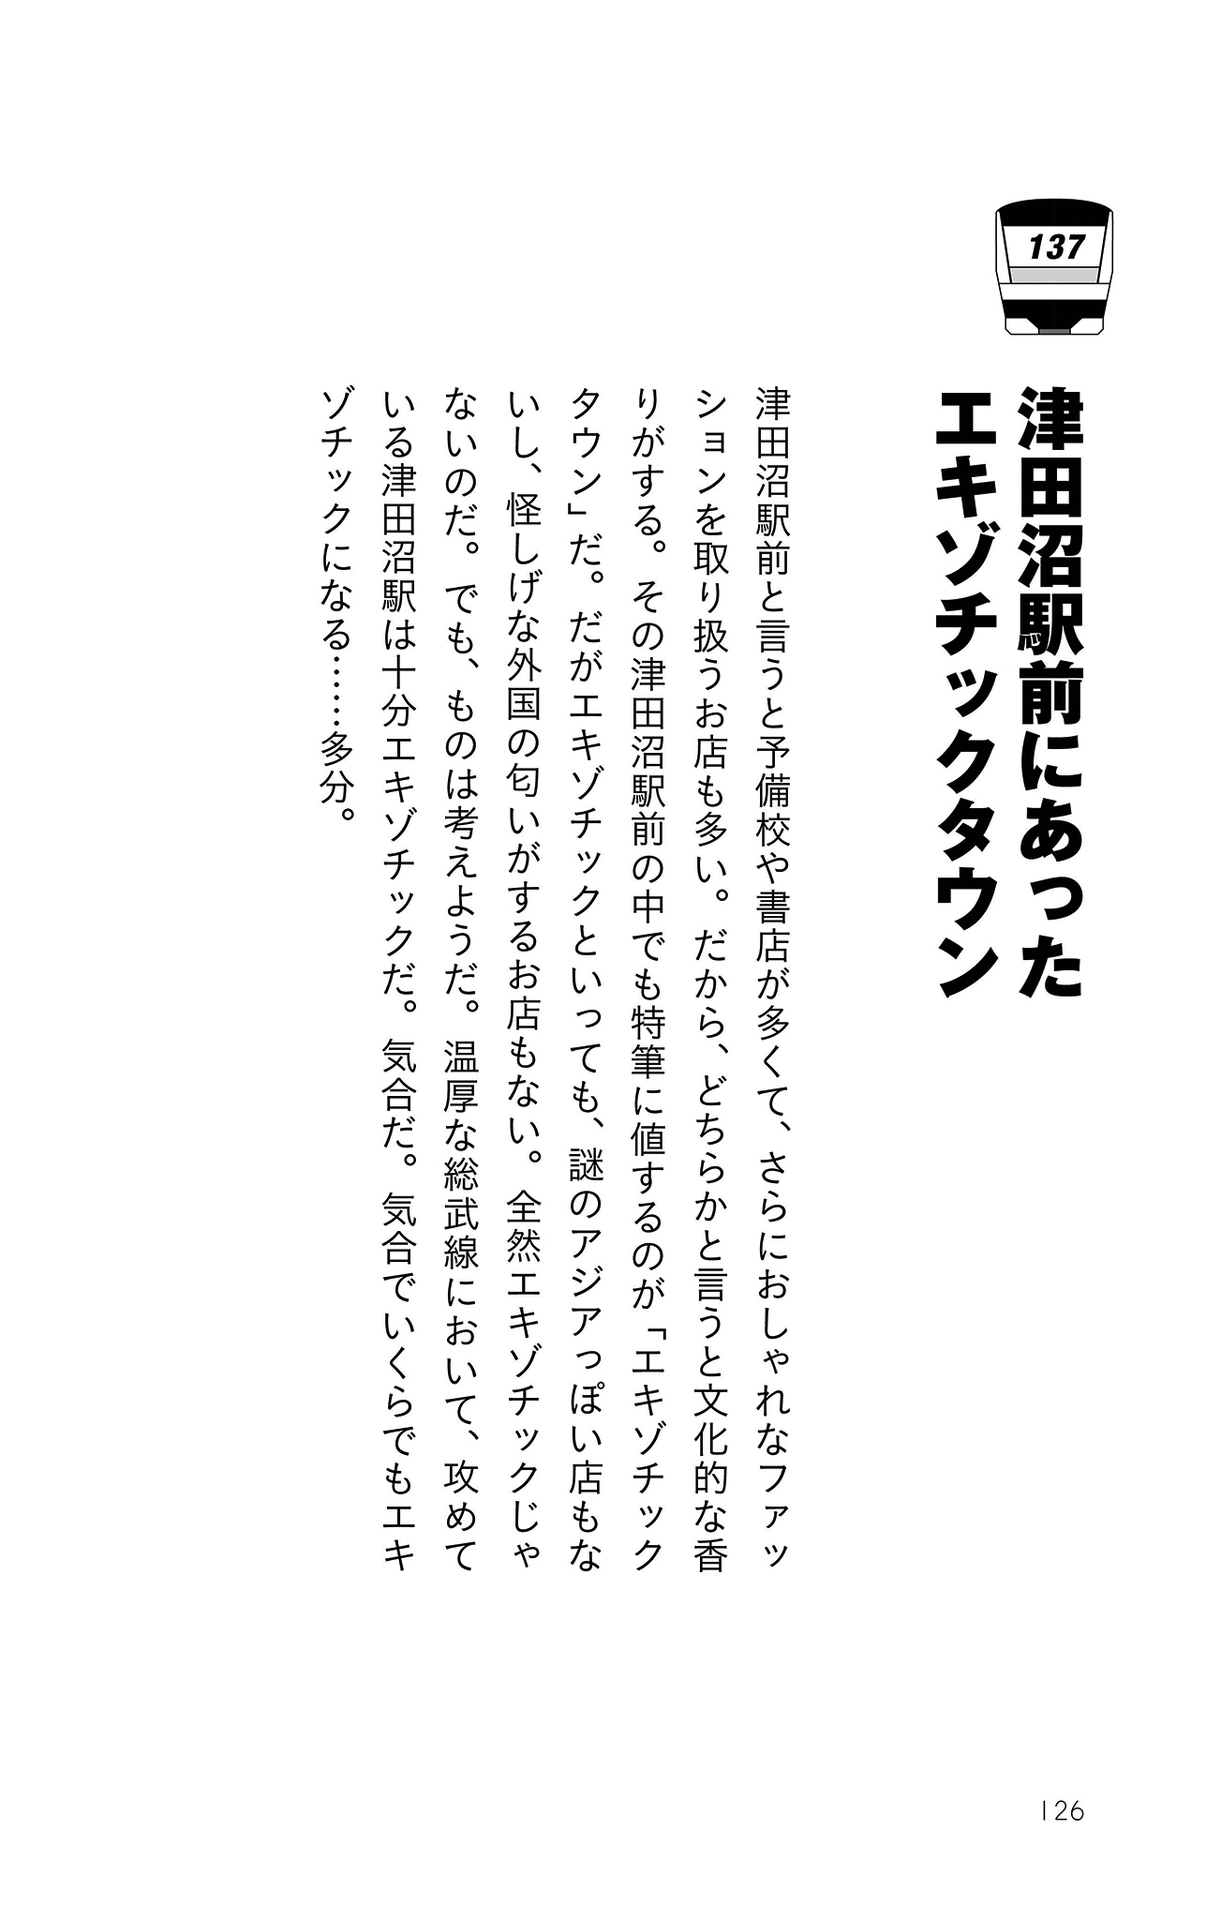 137
津田沼駅前にあった
エキゾチックタウン
津田沼駅前と言うと予備校や書店が多くて、さらにおしゃれなファッ
ションを取り扱うお店も多い。だから、どちらかと言うと文化的な香
りがする。その津田沼駅前の中でも特筆に値するのが「エキゾチック
タウン」だ。だがエキゾチックといっても、謎のアジアっぽい店もな
いし、怪しげな外国の匂いがするお店もない。全然エキゾチックじゃ
ないのだ。でも、ものは考えようだ。温厚な総武線において、攻めて
いる津田沼駅は十分エキゾチックだ。気合だ。気合でいくらでもエキ
ゾチックになる……多分。
126